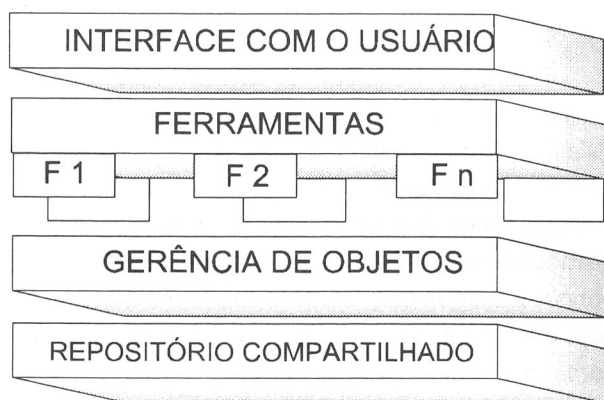 INTERFACE COM O USUÁRIO
FERRAMENTAS
F 1 F 2 F n
GERÊNCIA DE OBJETOS
REPOSITÓRIO COMPARTILHADO